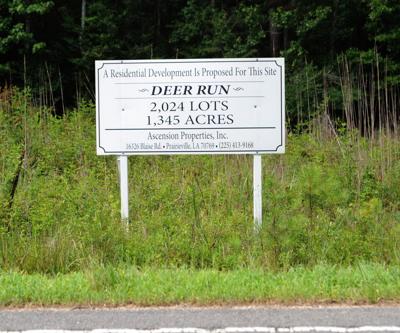 A Residential Development Is Proposed For This Site
DEER RUN
2,024 LOTS
1,345 ACRES
Ascension Properties, Inc.
16326 Blaise Rd. • Prairieville, LA 70769 • (225) 413-9168